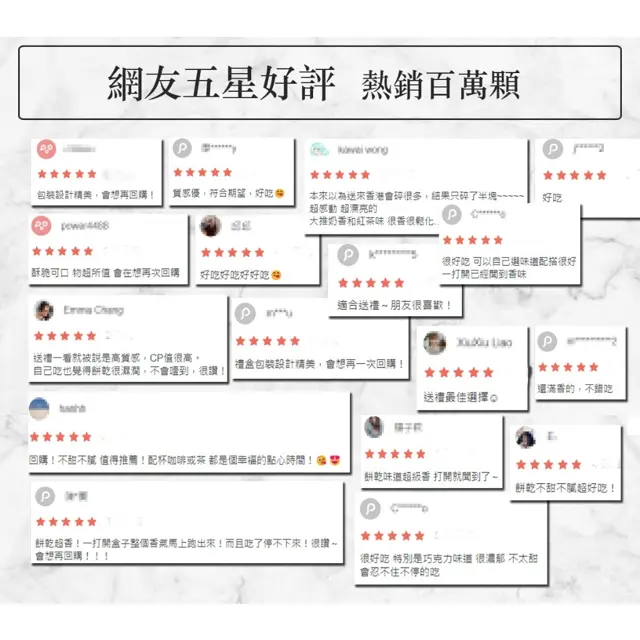 網友五星好評 熱銷百萬顆
包裝設計精美，會想再回購！
質感優，符合期望，好吃😋
kawai wong
本來以為送來香港會碎很多，結果只碎了半塊~~~~~
超感動 超漂亮的
大推奶香和紅茶味 很香很輕化..
好吃
power4488
酥脆可口 物超所值 會在想再次回購
好吃好吃好好吃😋
很好吃 可以自己選味道配搭很好
一打開已經聞到香味
適合送禮~朋友很喜歡！
Emma Chang
送禮一看就被說是高質感，CP值很高。
自己吃也覺得餅乾很濕潤，不會噎到，很讚！
禮盒包裝設計精美，會想再一次回購！
XiuXiu Liao
送禮最佳選擇☺
還滿香的，不錯吃
回購！不甜不膩 值得推薦！配杯咖啡或茶 都是個幸福的點心時間！😘😍
餅乾味道超級香 打開就聞到了~
餅乾不甜不膩超好吃！
餅乾超香！一打開盒子整個香氣馬上跑出來！而且吃了停不下來！很讚~
會想再回購！！！
很好吃 特別是巧克力味道 很濃郁 不太甜
會忍不住不停的吃